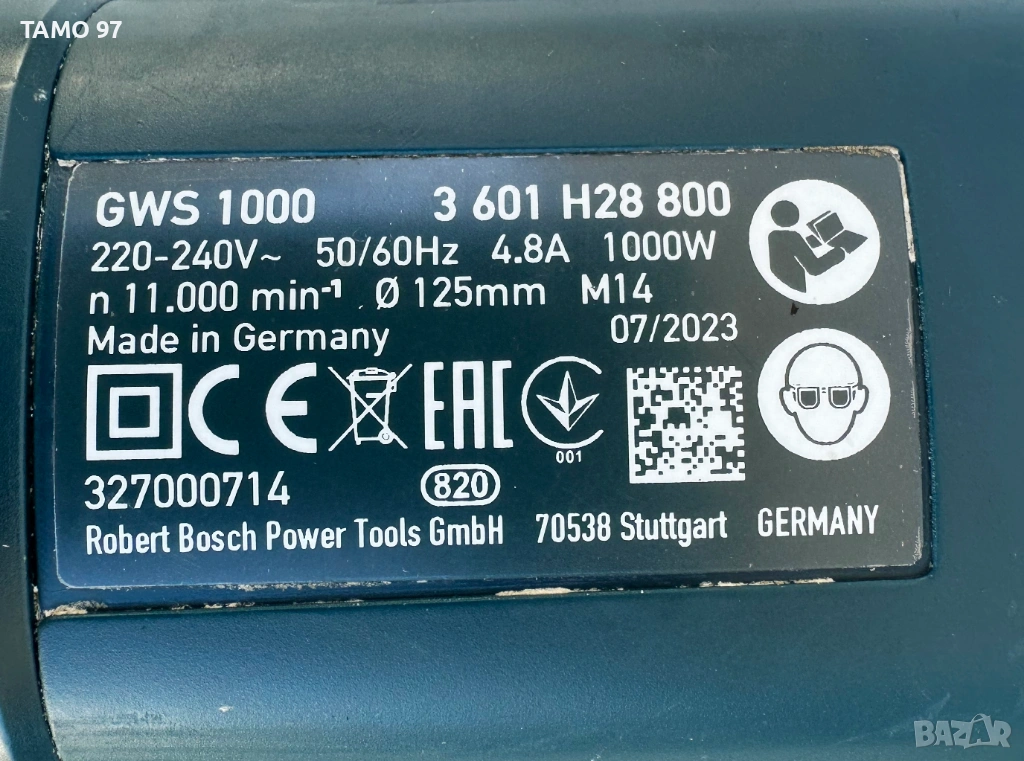 TAMO 97
GWS 1000 3 601 H28 800
220-240V~ 50/60Hz 4.8A 1000W
n 11.000 min-¹ Ø 125mm M14
Made in Germany 07/2023
CE EAC
001
327000714 820
Robert Bosch Power Tools GmbH 70538 Stuttgart GERMANY
BAZAR